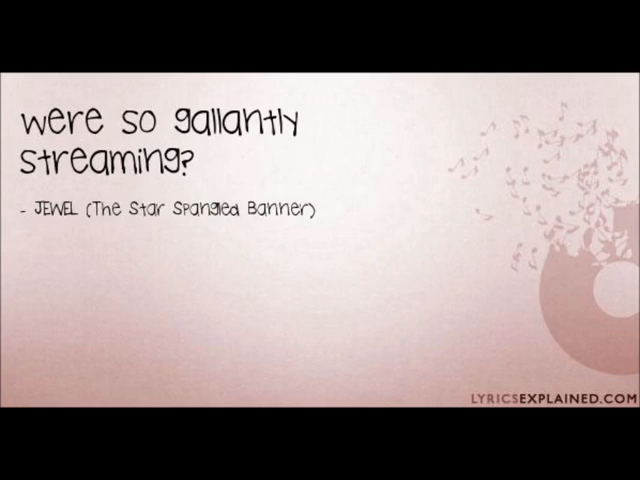 were so gallantly
streaming?
- JEWEL (The Star Spangled Banner)
LYRICSEXPLAINED.COM